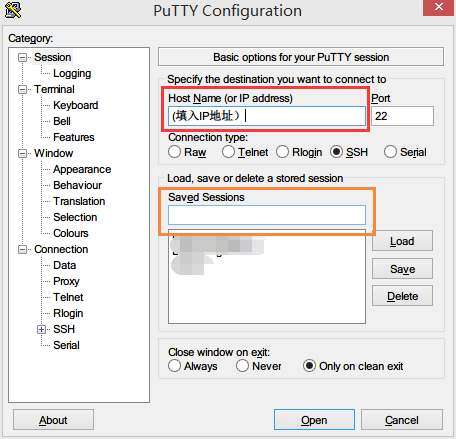 PuTTY Configuration
Category:
Session
Logging
Terminal
Keyboard
Bell
Features
Window
Appearance
Behaviour
Translation
Selection
Colours
Connection
Data
Proxy
Telnet
Rlogin
SSH
Serial
Basic options for your PuTTY session
Specify the destination you want to connect to
Host Name (or IP address) Port
(填入IP地址） 22
Connection type:
Raw Telnet Rlogin SSH Serial
Load, save or delete a stored session
Saved Sessions
Load
Save
Delete
Close window on exit:
Always Never Only on clean exit
About Open Cancel